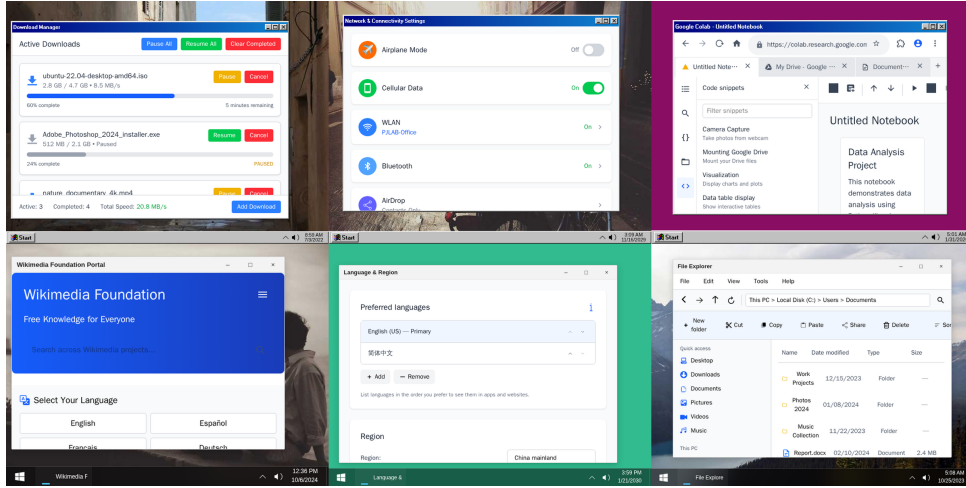 Download Manager
Active Downloads
Pause All
Resume All
Clear Completed
ubuntu-22.04-desktop-amd64.iso
2.8 GB / 4.7 GB • 8.5 MB/s
Pause
Cancel
60% complete
5 minutes remaining
Adobe_Photoshop_2024_installer.exe
512 MB / 2.1 GB • Paused
Resume
Cancel
24% complete
PAUSED
nature_documentary_4k.mp4
Pause
Cancel
Active: 3
Completed: 4
Total Speed: 20.8 MB/s
Add Download
Start
8:59 AM
7/3/2022
Network & Connectivity Settings
Airplane Mode
Off
Cellular Data
On
WLAN
PJLAB-Office
On
Bluetooth
On
AirDrop
Contacts Only
Start
3:09 AM
11/16/2025
Google Colab - Untitled Notebook
https://colab.research.google.con
Untitled Note···
My Drive - Google ···
Document···
Code snippets
Filter snippets
Camera Capture
Take photos from webcam
Mounting Google Drive
Mount your Drive files
Visualization
Display charts and plots
Data table display
Show interactive tables
Untitled Notebook
Data Analysis
Project
This notebook
demonstrates data
analysis using
Start
5:01 AM
1/31/202
Wikimedia Foundation Portal
Wikimedia Foundation
Free Knowledge for Everyone
Search across Wikimedia projects...
Select Your Language
English
Español
Français
Deutsch
Wikimedia F
12:36 PM
10/6/2024
Language & Region
Preferred languages
English (US) — Primary
简体中文
+ Add
— Remove
List languages in the order you prefer to see them in apps and websites.
Region
Region:
China mainland
Language &
3:59 PM
1/21/2030
File Explorer
File
Edit
View
Tools
Help
This PC > Local Disk (C:) > Users > Documents
New
folder
Cut
Copy
Paste
Share
Delete
Sor
Quick access
Desktop
Downloads
Documents
Pictures
Videos
Music
This PC
Name
Date modified
Type
Size
Work
Projects
12/15/2023
Folder
—
Photos
2024
01/08/2024
Folder
—
Music
Collection
11/22/2023
Folder
—
Report.docx
02/10/2024
Document
2.4 MB
File Explore
5:08 AM
10/25/2023